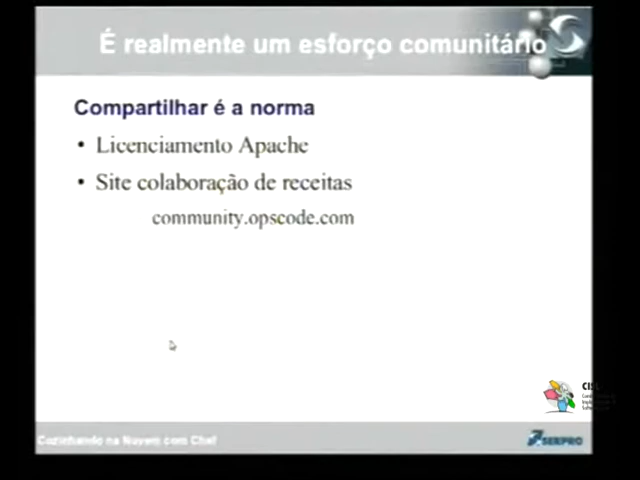 É realmente um esforço comunitário
Compartilhar é a norma
• Licenciamento Apache
• Site colaboração de receitas
community.opscode.com
CISL
Cozinhando na Nuvem com Chef
SERPRO